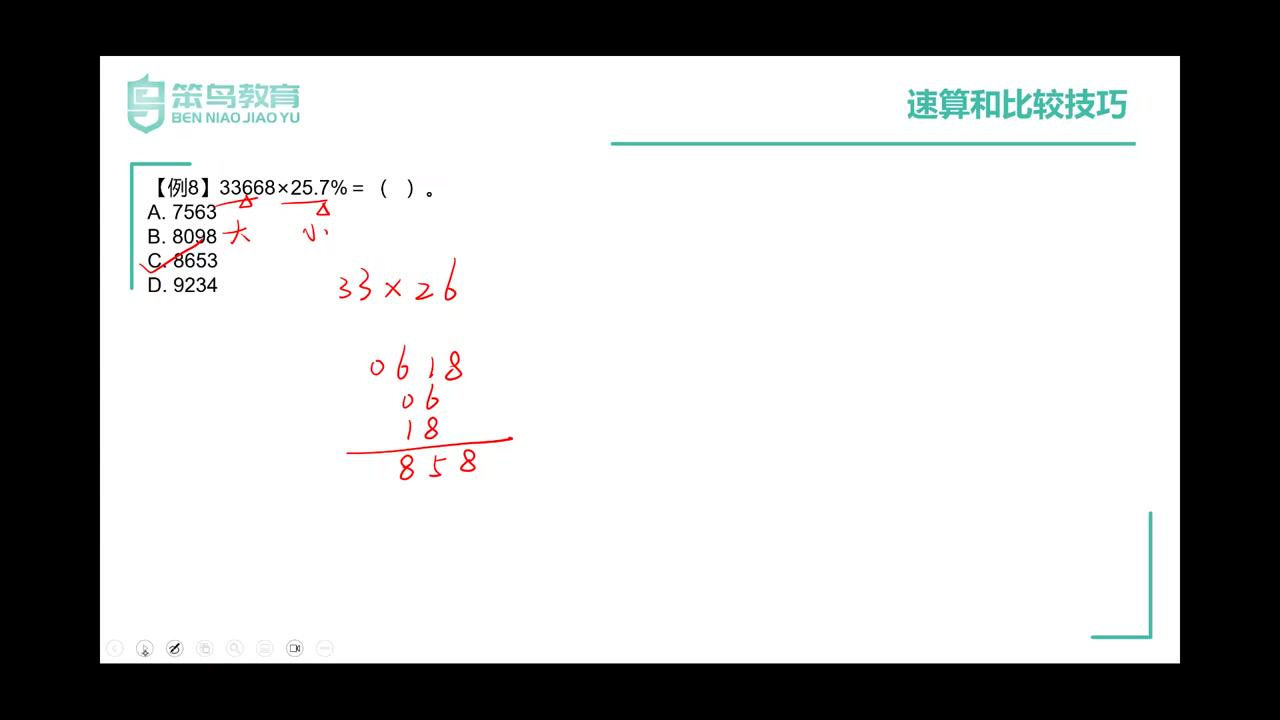 笨鸟教育
BEN NIAO JIAO YU
速算和比较技巧
【例8】33668×25.7%=（ ）。
A. 7563
B. 8098
C. 8653
D. 9234
大 小
33×26
0618
06
18
858